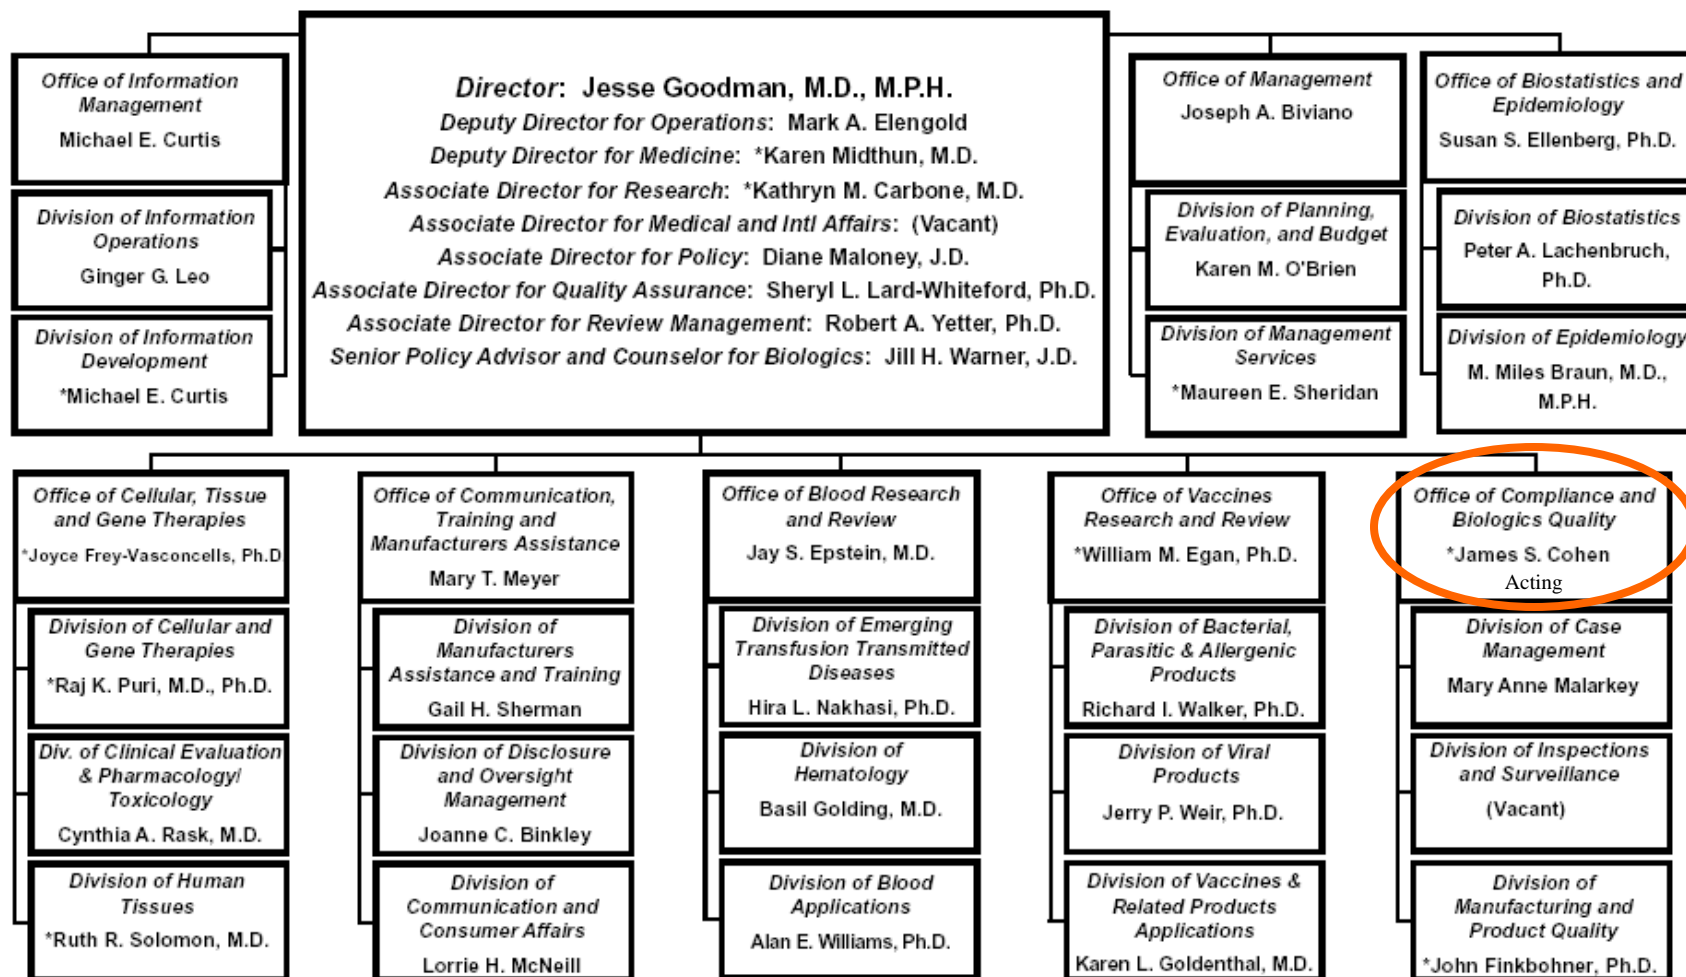 Office of Information
Management
Michael E. Curtis
Division of Information
Operations
Ginger G. Leo
Division of Information
Development
*Michael E. Curtis
Director: Jesse Goodman, M.D., M.P.H.
Deputy Director for Operations: Mark A. Elengold
Deputy Director for Medicine: *Karen Midthun, M.D.
Associate Director for Research: *Kathryn M. Carbone, M.D.
Associate Director for Medical and Intl Affairs: (Vacant)
Associate Director for Policy: Diane Maloney, J.D.
Associate Director for Quality Assurance: Sheryl L. Lard-Whiteford, Ph.D.
Associate Director for Review Management: Robert A. Yetter, Ph.D.
Senior Policy Advisor and Counselor for Biologics: Jill H. Warner, J.D.
Office of Management
Joseph A. Biviano
Division of Planning,
Evaluation, and Budget
Karen M. O'Brien
Division of Management
Services
*Maureen E. Sheridan
Office of Biostatistics and
Epidemiology
Susan S. Ellenberg, Ph.D.
Division of Biostatistics
Peter A. Lachenbruch,
Ph.D.
Division of Epidemiology
M. Miles Braun, M.D.,
M.P.H.
Office of Cellular, Tissue
and Gene Therapies
*Joyce Frey-Vasconcells, Ph.D.
Division of Cellular and
Gene Therapies
*Raj K. Puri, M.D., Ph.D.
Div. of Clinical Evaluation
& Pharmacology/
Toxicology
Cynthia A. Rask, M.D.
Division of Human
Tissues
*Ruth R. Solomon, M.D.
Office of Communication,
Training and
Manufacturers Assistance
Mary T. Meyer
Division of
Manufacturers
Assistance and Training
Gail H. Sherman
Division of Disclosure
and Oversight
Management
Joanne C. Binkley
Division of
Communication and
Consumer Affairs
Lorrie H. McNeill
Office of Blood Research
and Review
Jay S. Epstein, M.D.
Division of Emerging
Transfusion Transmitted
Diseases
Hira L. Nakhasi, Ph.D.
Division of
Hematology
Basil Golding, M.D.
Division of Blood
Applications
Alan E. Williams, Ph.D.
Office of Vaccines
Research and Review
*William M. Egan, Ph.D.
Division of Bacterial,
Parasitic & Allergenic
Products
Richard I. Walker, Ph.D.
Division of Viral
Products
Jerry P. Weir, Ph.D.
Division of Vaccines &
Related Products
Applications
Karen L. Goldenthal, M.D.
Office of Compliance and
Biologics Quality
*James S. Cohen
Acting
Division of Case
Management
Mary Anne Malarkey
Division of Inspections
and Surveillance
(Vacant)
Division of
Manufacturing and
Product Quality
*John Finkbohner, Ph.D.